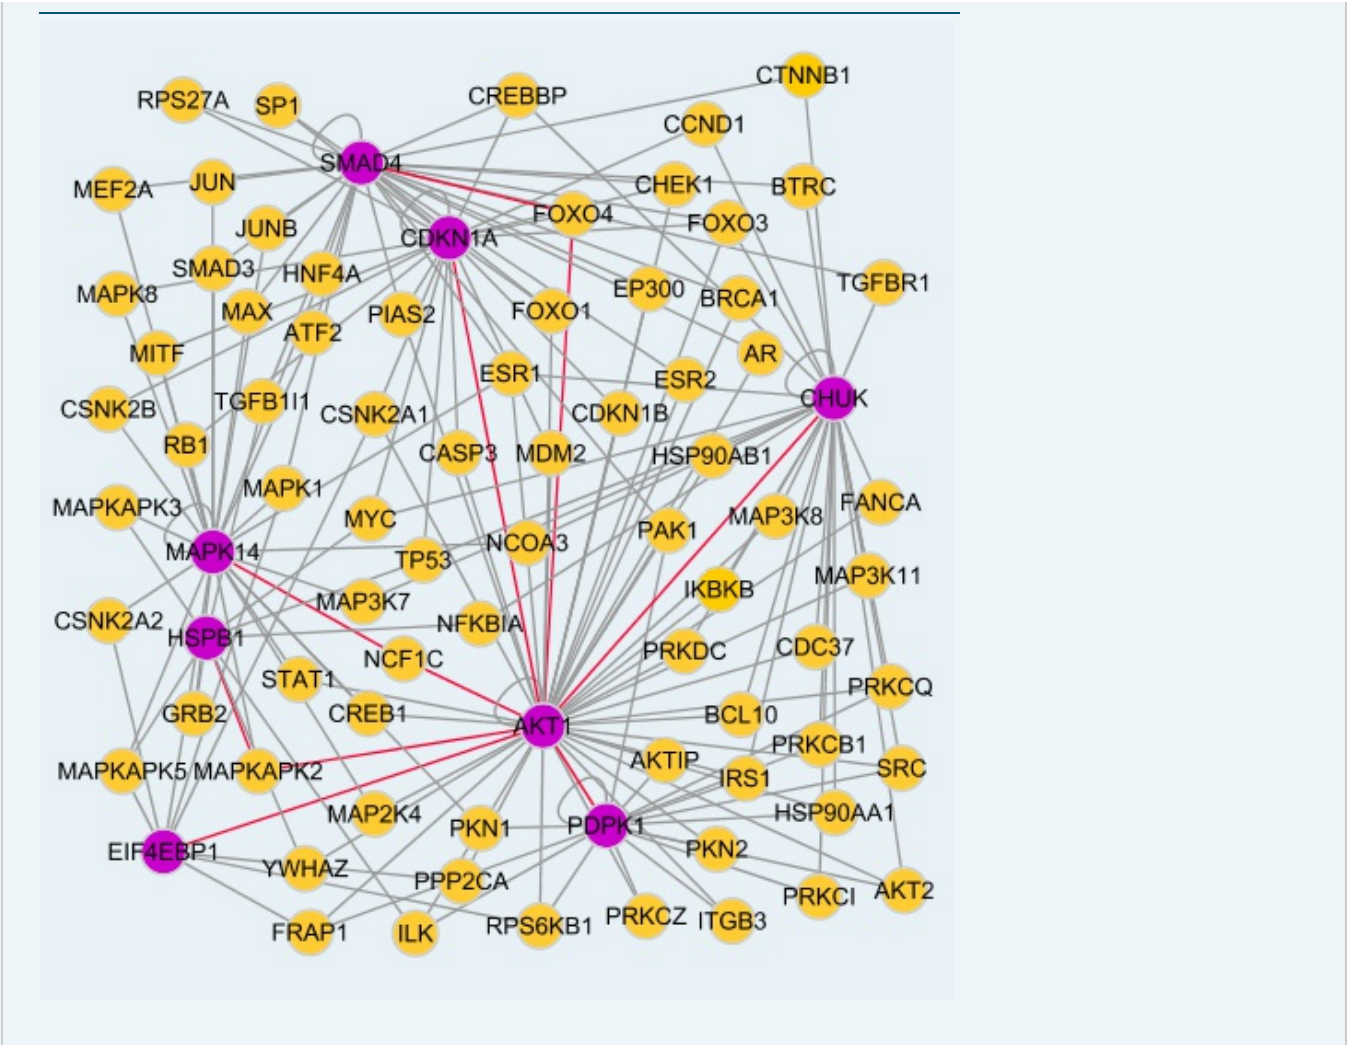 CTNNB1
RPS27A
SP1
CREBBP
CCND1
SMAD4
MEF2A
JUN
CHEK1
BTRC
JUNB
FOXO4
FOXO3
CDKN1A
SMAD3
HNF4A
TGFBR1
MAPK8
EP300
BRCA1
MAX
PIAS2
FOXO1
ATF2
MITF
AR
ESR1
ESR2
CHUK
CSNK2B
TGFB1I1
CSNK2A1
CDKN1B
RB1
CASP3
MDM2
HSP90AB1
MAPK1
MAPKAPK3
FANCA
MYC
MAP3K8
PAK1
NCOA3
MAPK14
TP53
MAP3K11
IKBKB
MAP3K7
CSNK2A2
NFKBIA
HSPB1
CDC37
PRKDC
NCF1C
STAT1
PRKCQ
GRB2
CREB1
BCL10
AKT1
PRKCB1
AKTIP
MAPKAPK5
MAPKAPK2
SRC
IRS1
MAP2K4
HSP90AA1
PKN1
PDPK1
EIF4EBP1
PKN2
YWHAZ
PPP2CA
AKT2
PRKCI
FRAP1
ILK
RPS6KB1
PRKCZ
ITGB3